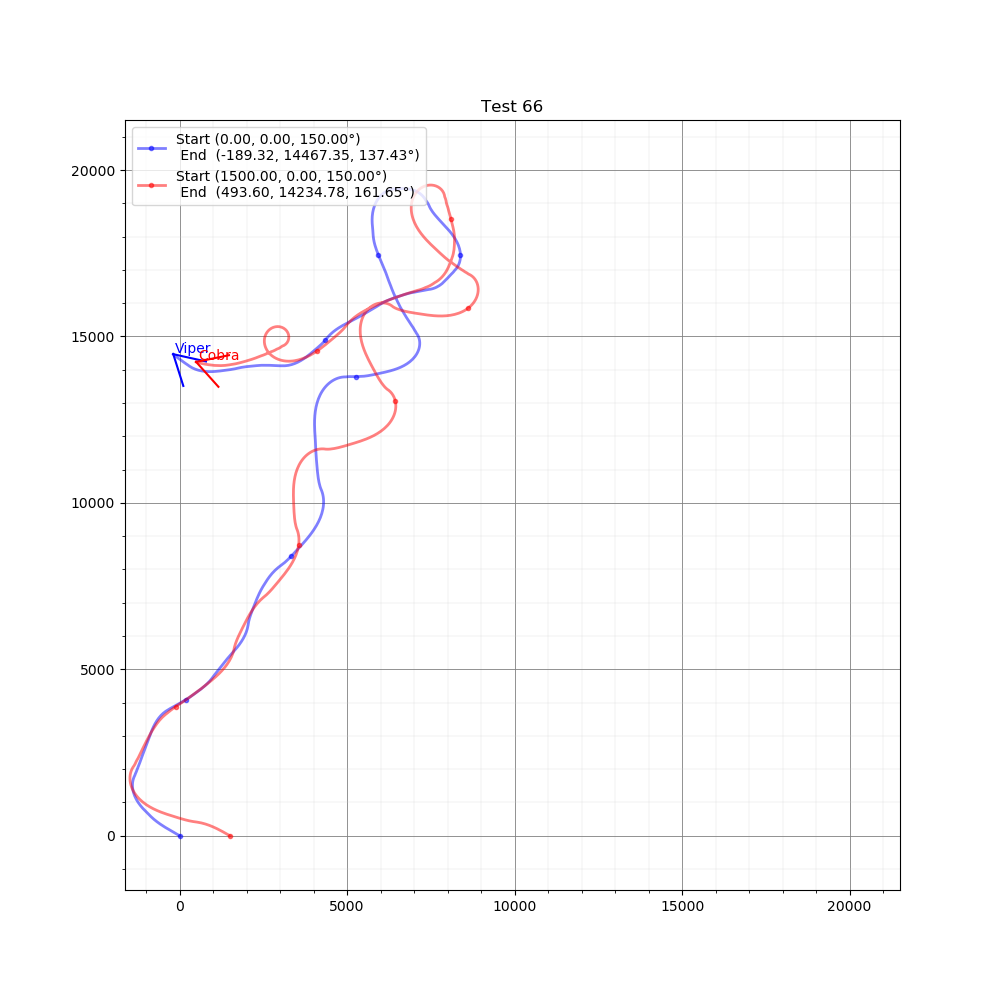 Test 66
Start (0.00, 0.00, 150.00°)
End (-189.32, 14467.35, 137.43°)
Start (1500.00, 0.00, 150.00°)
End (493.60, 14234.78, 161.65°)
20000
15000
10000
5000
0
Viper
Cobra
0 5000 10000 15000 20000